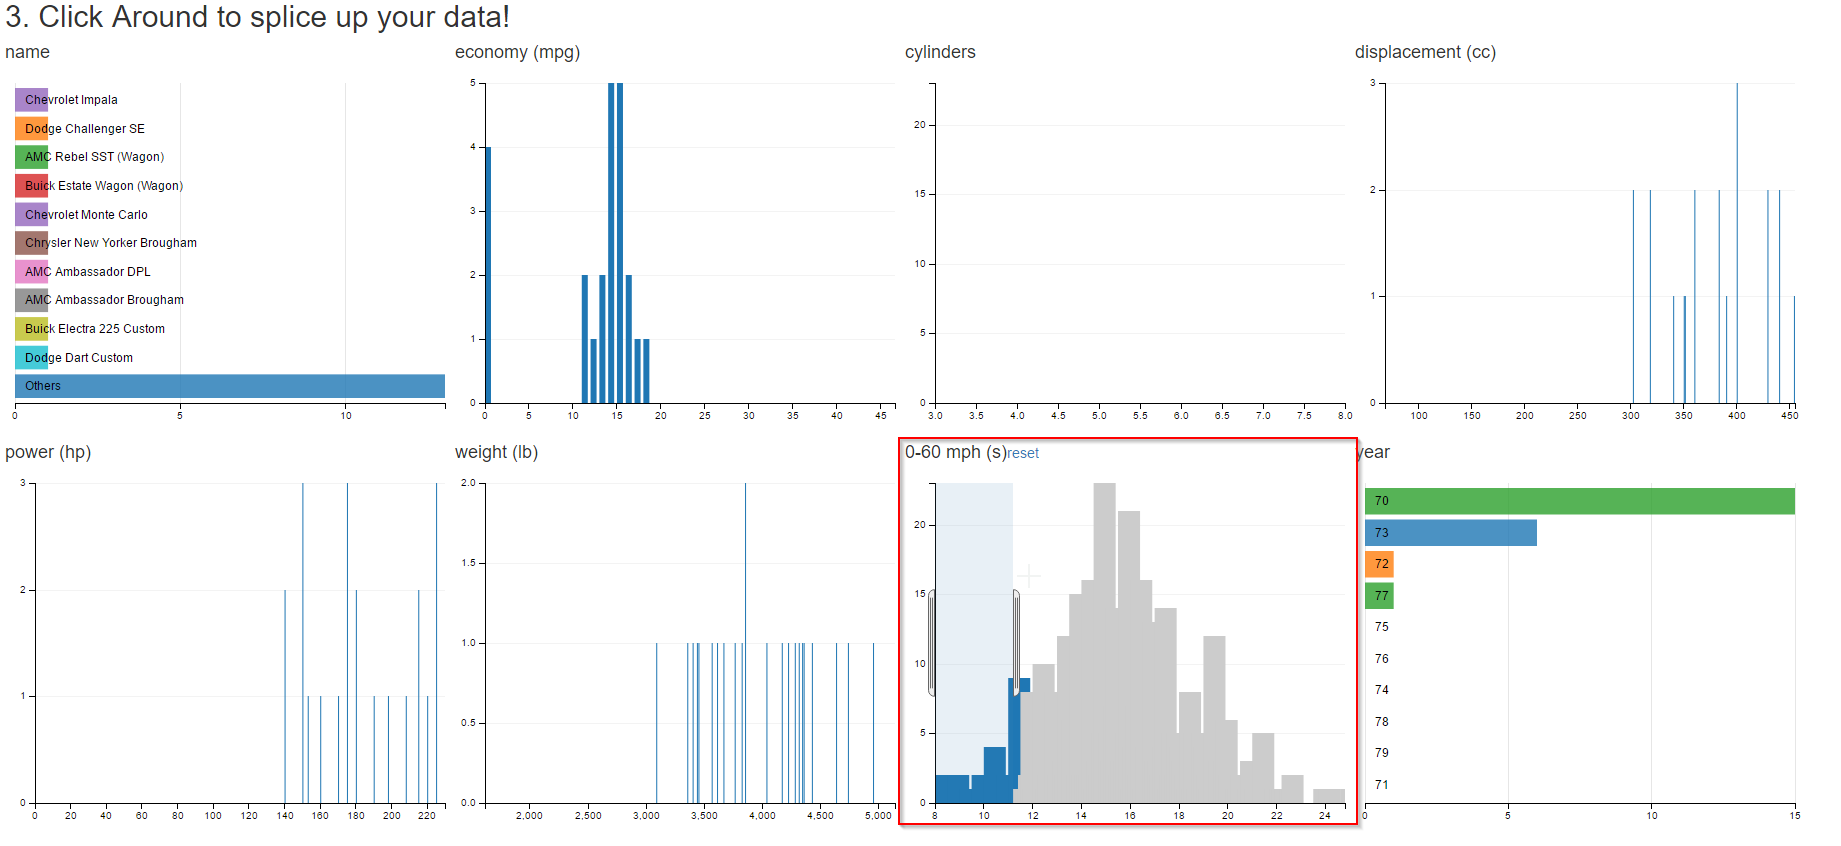 3. Click Around to splice up your data!
name
Chevrolet Impala
Dodge Challenger SE
AMC Rebel SST (Wagon)
Buick Estate Wagon (Wagon)
Chevrolet Monte Carlo
Chrysler New Yorker Brougham
AMC Ambassador DPL
AMC Ambassador Brougham
Buick Electra 225 Custom
Dodge Dart Custom
Others
0 5 10
economy (mpg)
5
4
3
2
1
0
0 5 10 15 20 25 30 35 40 45
cylinders
20
15
10
5
0
3.0 3.5 4.0 4.5 5.0 5.5 6.0 6.5 7.0 7.5 8.0
displacement (cc)
3
2
1
0
100 150 200 250 300 350 400 450
power (hp)
3
2
1
0
0 20 40 60 80 100 120 140 160 180 200 220
weight (lb)
2.0
1.5
1.0
0.5
0.0
2,000 2,500 3,000 3,500 4,000 4,500 5,000
0-60 mph (s)reset
20
15
10
5
0
8 10 12 14 16 18 20 22 24
year
70
73
72
77
75
76
74
78
79
71
0 5 10 15